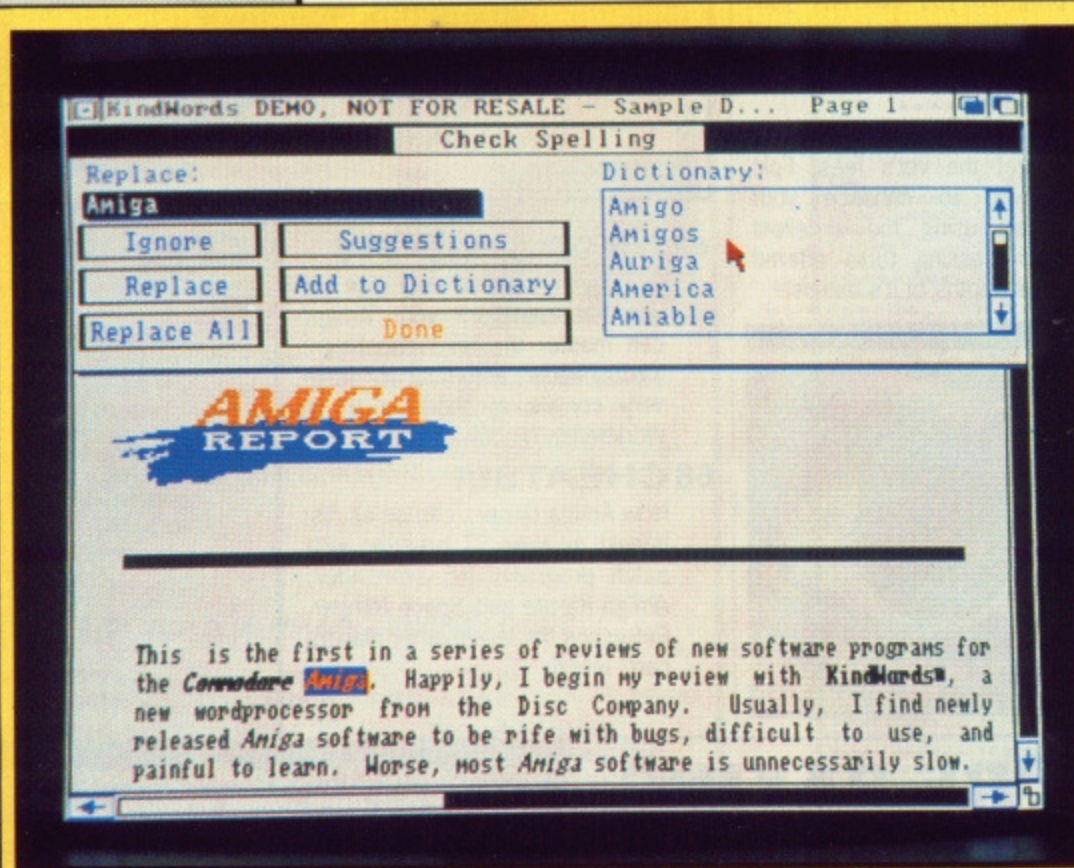 KindWords DEMO, NOT FOR RESALE - Sample D... Page 1
Check Spelling
Replace:
Amiga
Ignore
Suggestions
Replace
Add to Dictionary
Replace All
Done
Dictionary:
Amigo
Amigos
Auriga
America
Amiable
AMIGA
REPORT
This is the first in a series of reviews of new software programs for
the Commodore Amiga. Happily, I begin my review with KindWords™, a
new wordprocessor from the Disc Company. Usually, I find newly
released Amiga software to be rife with bugs, difficult to use, and
painful to learn. Worse, most Amiga software is unnecessarily slow.